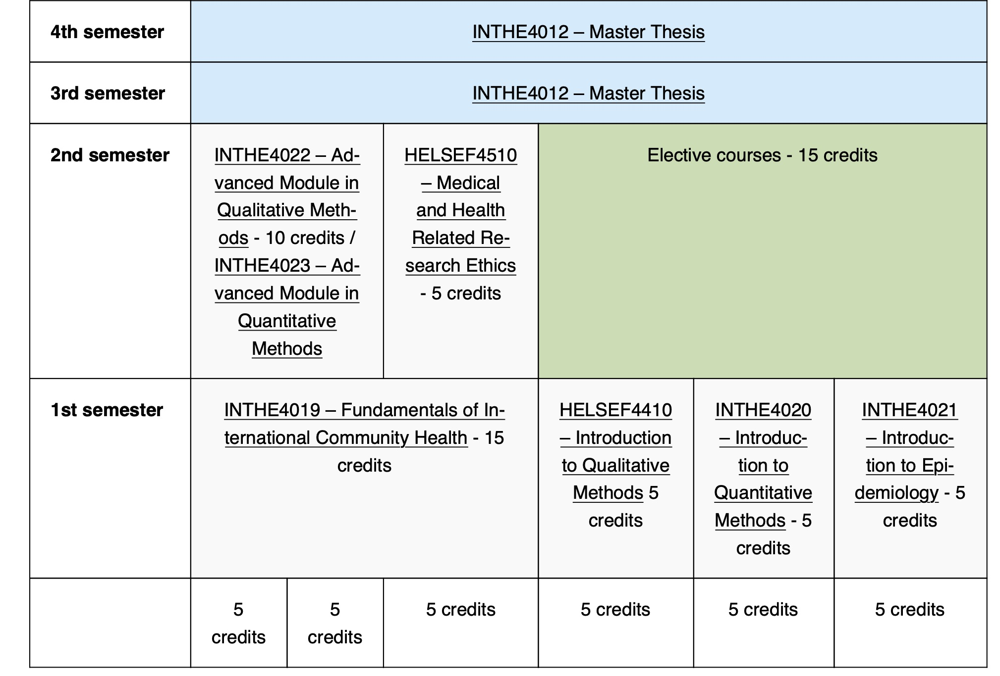 4th semester
INTHE4012 – Master Thesis
3rd semester
INTHE4012 – Master Thesis
2nd semester
INTHE4022 – Ad-
vanced Module in
Qualitative Meth-
ods - 10 credits /
INTHE4023 – Ad-
vanced Module in
Quantitative
Methods
HELSEF4510
– Medical
and Health
Related Re-
search Ethics
- 5 credits
Elective courses - 15 credits
1st semester
INTHE4019 – Fundamentals of In-
ternational Community Health - 15
credits
HELSEF4410
– Introduction
to Qualitative
Methods 5
credits
INTHE4020
– Introduc-
tion to
Quantitative
Methods - 5
credits
INTHE4021
– Introduc-
tion to Epi-
demiology - 5
credits
5
credits
5
credits
5 credits
5 credits
5 credits
5 credits